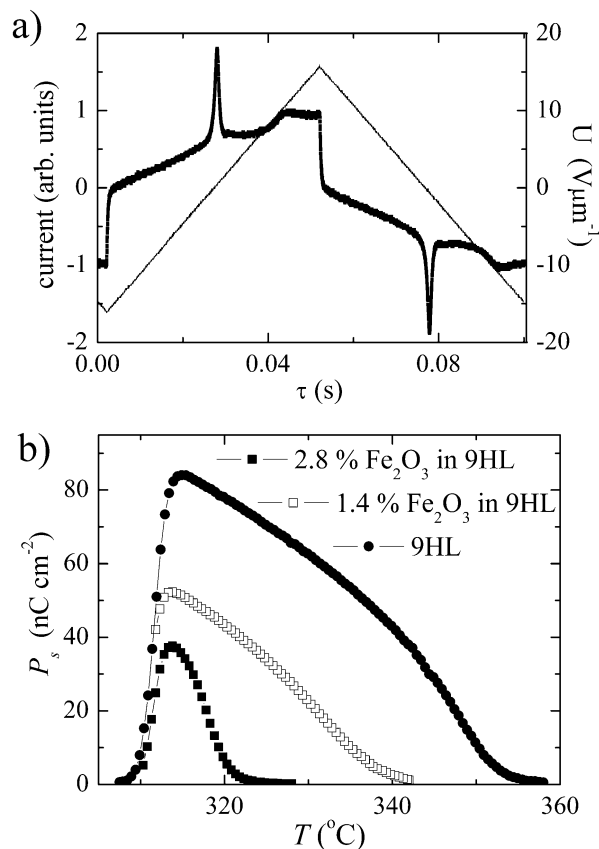 a)
current (arb. units)
2
1
0
-1
-2
20
10
0
-10
-20
U (Vμm⁻¹)
0.00 0.04 0.08
τ (s)
b)
2.8 % Fe₂O₃ in 9HL
1.4 % Fe₂O₃ in 9HL
9HL
Pₛ (nC cm⁻²)
80
60
40
20
0
320 340 360
T (°C)